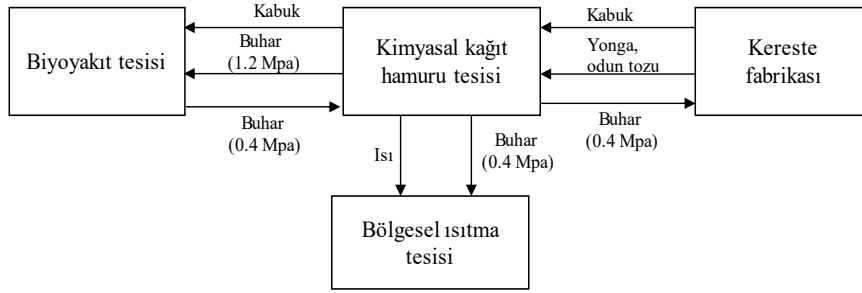 Biyoyakıt tesisi
Kabuk
Buhar
(1.2 Mpa)
Buhar
(0.4 Mpa)
Kimyasal kağıt
hamuru tesisi
Kabuk
Yonga,
odun tozu
Buhar
(0.4 Mpa)
Kereste
fabrikası
Isı
Buhar
(0.4 Mpa)
Bölgesel ısıtma
tesisi